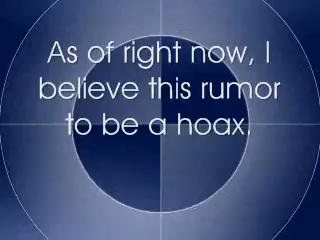 As of right now, I
believe this rumor
to be a hoax.